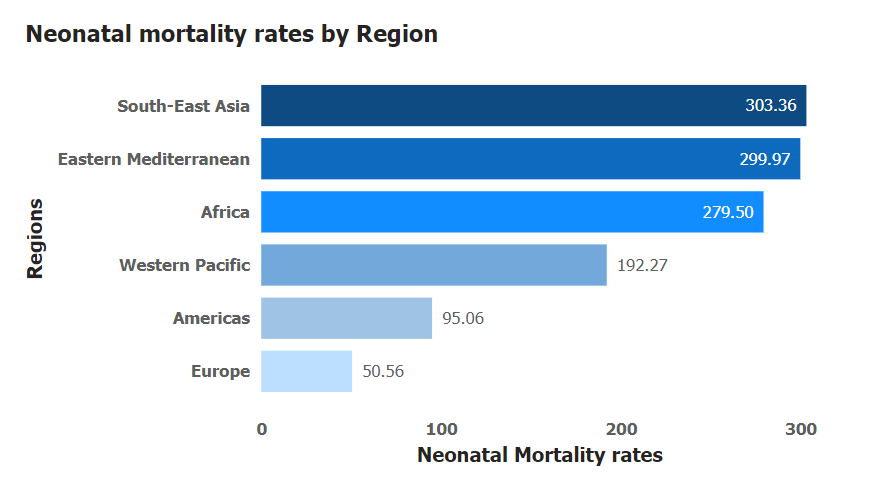 Neonatal mortality rates by Region
South-East Asia 303.36
Eastern Mediterranean 299.97
Africa 279.50
Western Pacific 192.27
Americas 95.06
Europe 50.56
Regions
0 100 200 300
Neonatal Mortality rates